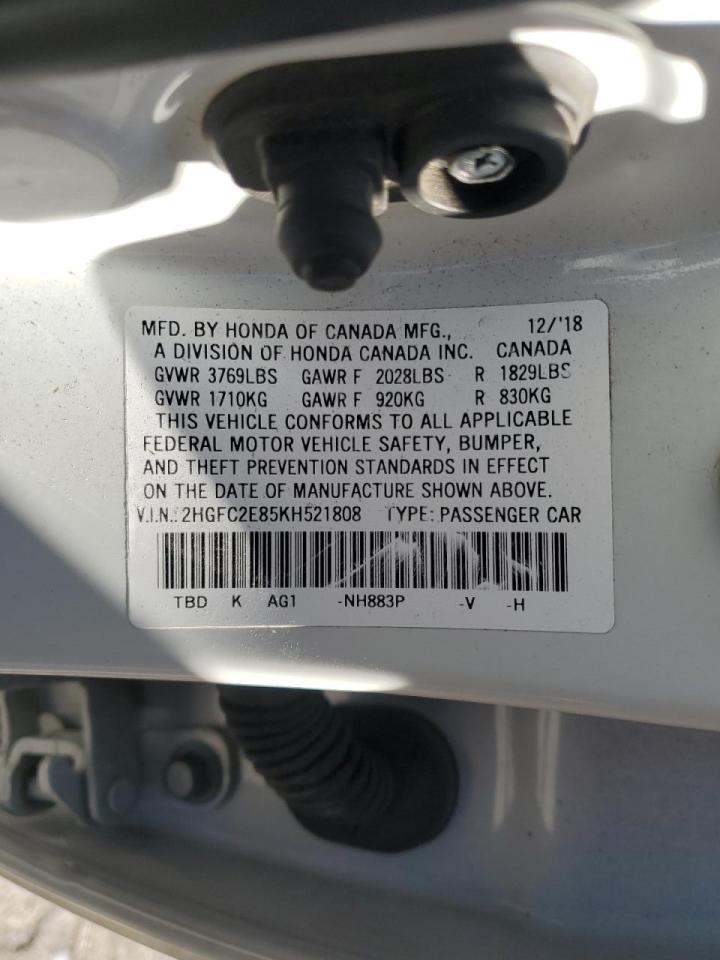 MFD. BY HONDA OF CANADA MFG., 12/'18
A DIVISION OF HONDA CANADA INC. CANADA
GVWR 3769LBS GAWR F 2028LBS R 1829LBS
GVWR 1710KG GAWR F 920KG R 830KG
THIS VEHICLE CONFORMS TO ALL APPLICABLE
FEDERAL MOTOR VEHICLE SAFETY, BUMPER,
AND THEFT PREVENTION STANDARDS IN EFFECT
ON THE DATE OF MANUFACTURE SHOWN ABOVE.
V.I.N.: 2HGFC2E85KH521808 TYPE: PASSENGER CAR
TBD K AG1 -NH883P -V -H